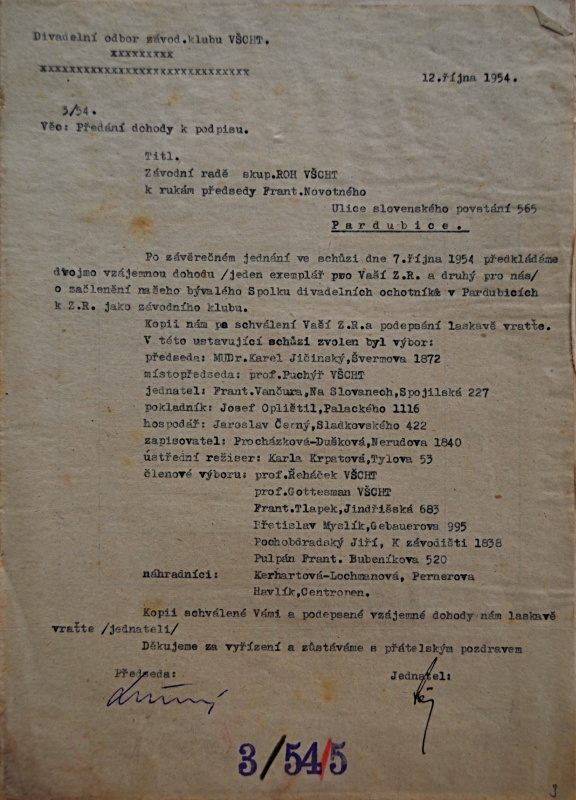 Divadelní odbor závod.klubu VŠCHT.
xxxxxxxxx
xxxxxxxxxxxxxxxxxxxxxxxxxxxxx
12.října 1954.
3/54.
Věc: Předání dohody k podpisu.
Titl.
Závodní radě skup.ROH VŠCHT
k rukám předsedy Frant.Novotného
Ulice slovenského povstání 565
Pardubice.
Po závěrečném jednání ve schůzi dne 7.října 1954 předkládáme
dvojmo vzájemnou dohodu /jeden exemplář pro Vaší Z.R. a druhý pro nás/
o začlenění našeho bývalého Spolku divadelních ochotníků v Pardubicích
k Z.R. jako závodního klubu.
Kopii nám po schválení Vaší Z.R.a podepsání laskavě vraťte.
V této ustavující schůzi zvolen byl výbor:
předseda: MUDr.Karel Jičínský,Švermova 1872
místopředseda: prof.Puchýř VŠCHT
jednatel: Frant.Vančura,Na Slovanech,Spojilská 227
pokladník: Josef Opliětil,Palackého 1116
hospodář: Jaroslav Černý,Sladkovského 422
zapisovatel: Procházková-Dušková,Nerudova 1840
ústřední režiser: Karla Krpatová,Tylova 53
členové výboru: prof.Řeháček VŠCHT
prof.Gottesman VŠCHT
Frant.Tlapek,Jindřišská 683
Břetislav Myslík,Gebauerova 995
Pochobdradský Jiří, K závodišti 1838
Pulpán Frant. Bubeníkova 520
náhradníci: Kerhartová-Lochmanová, Pernerova
Havlík,Centropen.
Kopii schválené Vámi a podepsané vzájemné dohody nám laskavě
vraťte /jednateli/
Děkujeme za vyřízení a zůstáváme s přátelským pozdravem
Předseda: Jednatel:
3/54/5